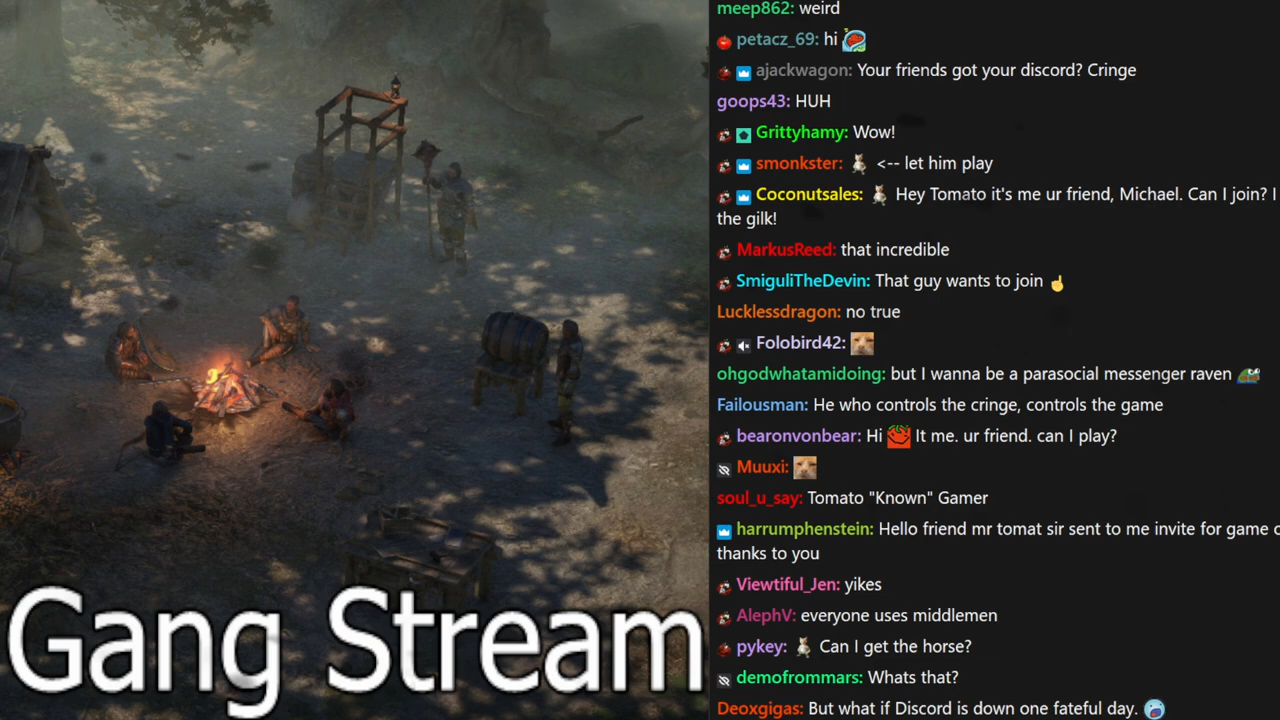 meep862: weird
petacz_69: hi
ajackwagon: Your friends got your discord? Cringe
goops43: HUH
Grittyhamy: Wow!
smonkster: <-- let him play
Coconutsales: Hey Tomato it's me ur friend, Michael. Can I join? I
the gilk!
MarkusReed: that incredible
SmiguliTheDevin: That guy wants to join
Lucklessdragon: no true
Folobird42:
ohgodwhatamidoing: but I wanna be a parasocial messenger raven
Failousman: He who controls the cringe, controls the game
bearonvonbear: Hi It me. ur friend. can I play?
Muuxi:
soul_u_say: Tomato "Known" Gamer
harrumphenstein: Hello friend mr tomat sir sent to me invite for game
thanks to you
Viewtiful_Jen: yikes
AlephV: everyone uses middlemen
pykey: Can I get the horse?
demofrommars: Whats that?
Deoxgigas: But what if Discord is down one fateful day.
Gang Stream